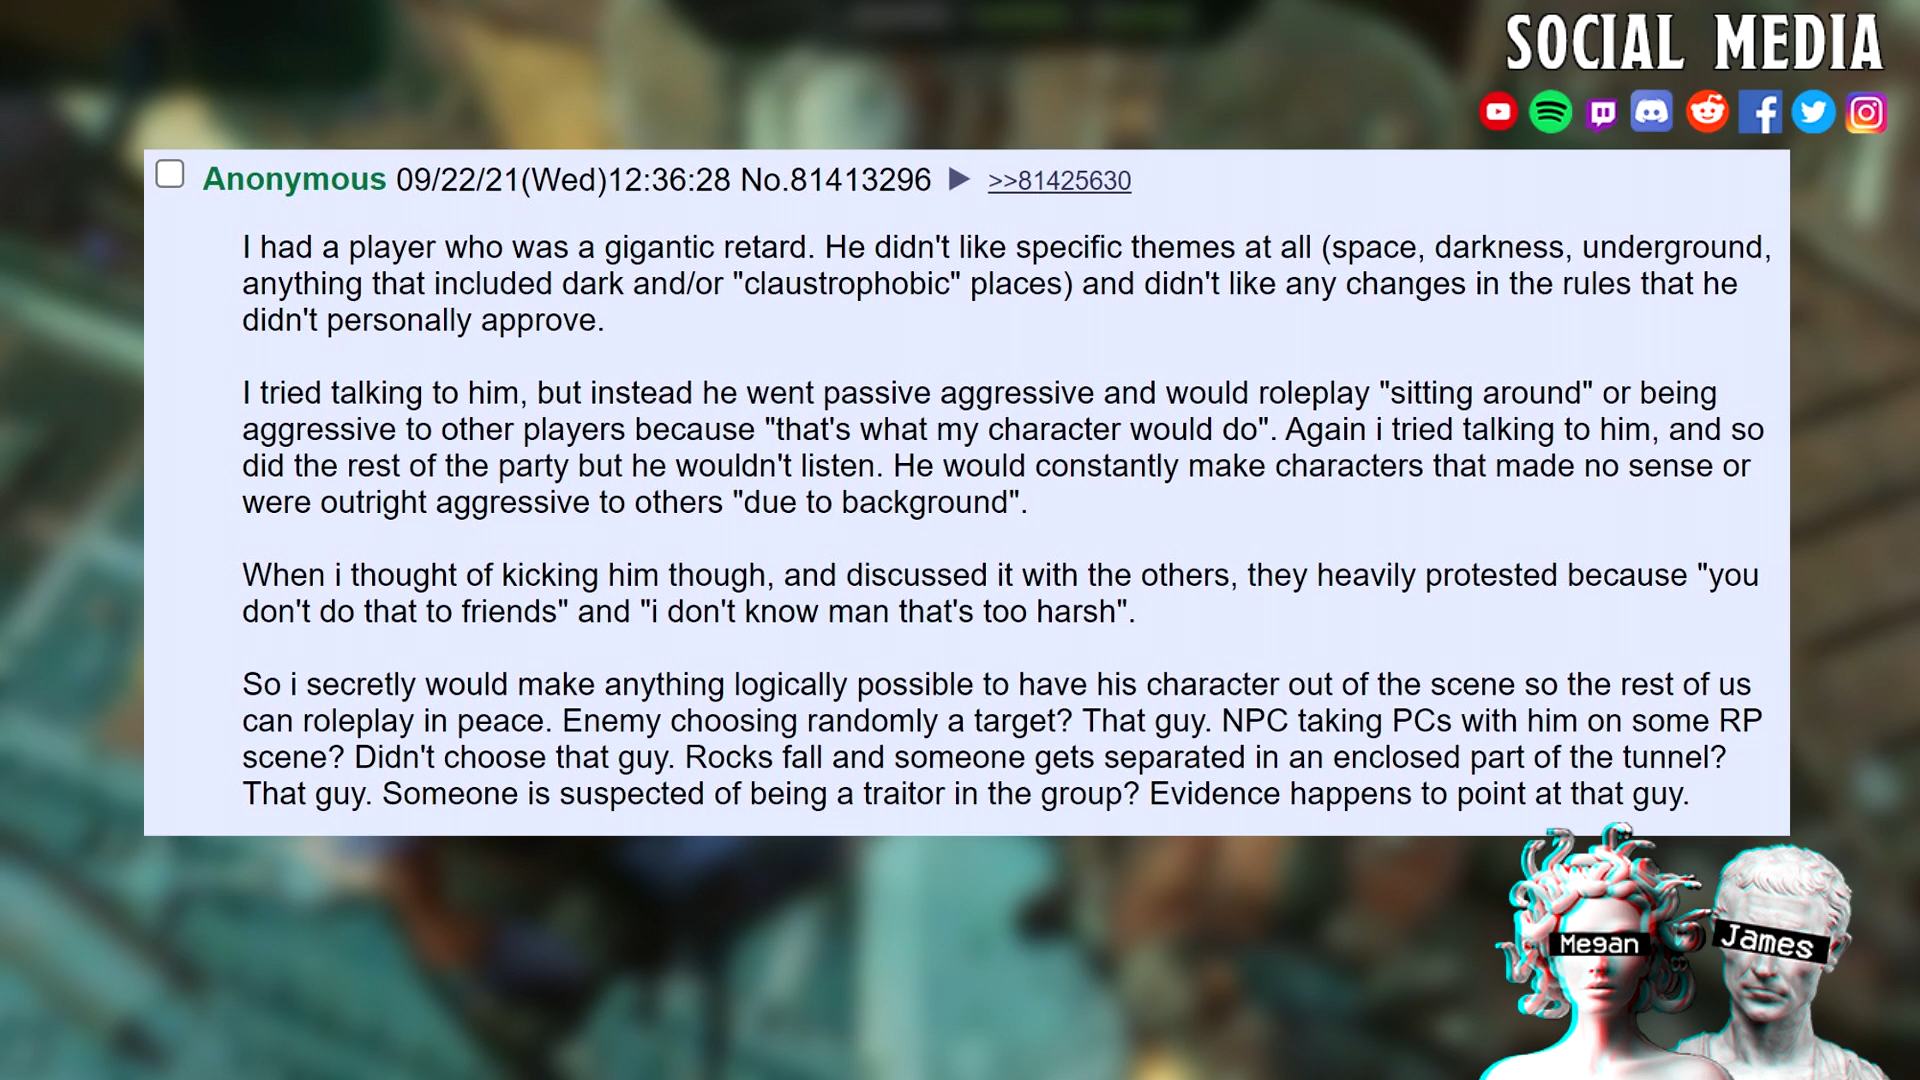 SOCIAL MEDIA
Anonymous 09/22/21(Wed)12:36:28 No.81413296 ▶ >>81425630
I had a player who was a gigantic retard. He didn't like specific themes at all (space, darkness, underground,
anything that included dark and/or "claustrophobic" places) and didn't like any changes in the rules that he
didn't personally approve.
I tried talking to him, but instead he went passive aggressive and would roleplay "sitting around" or being
aggressive to other players because "that's what my character would do". Again i tried talking to him, and so
did the rest of the party but he wouldn't listen. He would constantly make characters that made no sense or
were outright aggressive to others "due to background".
When i thought of kicking him though, and discussed it with the others, they heavily protested because "you
don't do that to friends" and "i don't know man that's too harsh".
So i secretly would make anything logically possible to have his character out of the scene so the rest of us
can roleplay in peace. Enemy choosing randomly a target? That guy. NPC taking PCs with him on some RP
scene? Didn't choose that guy. Rocks fall and someone gets separated in an enclosed part of the tunnel?
That guy. Someone is suspected of being a traitor in the group? Evidence happens to point at that guy.
Megan
James